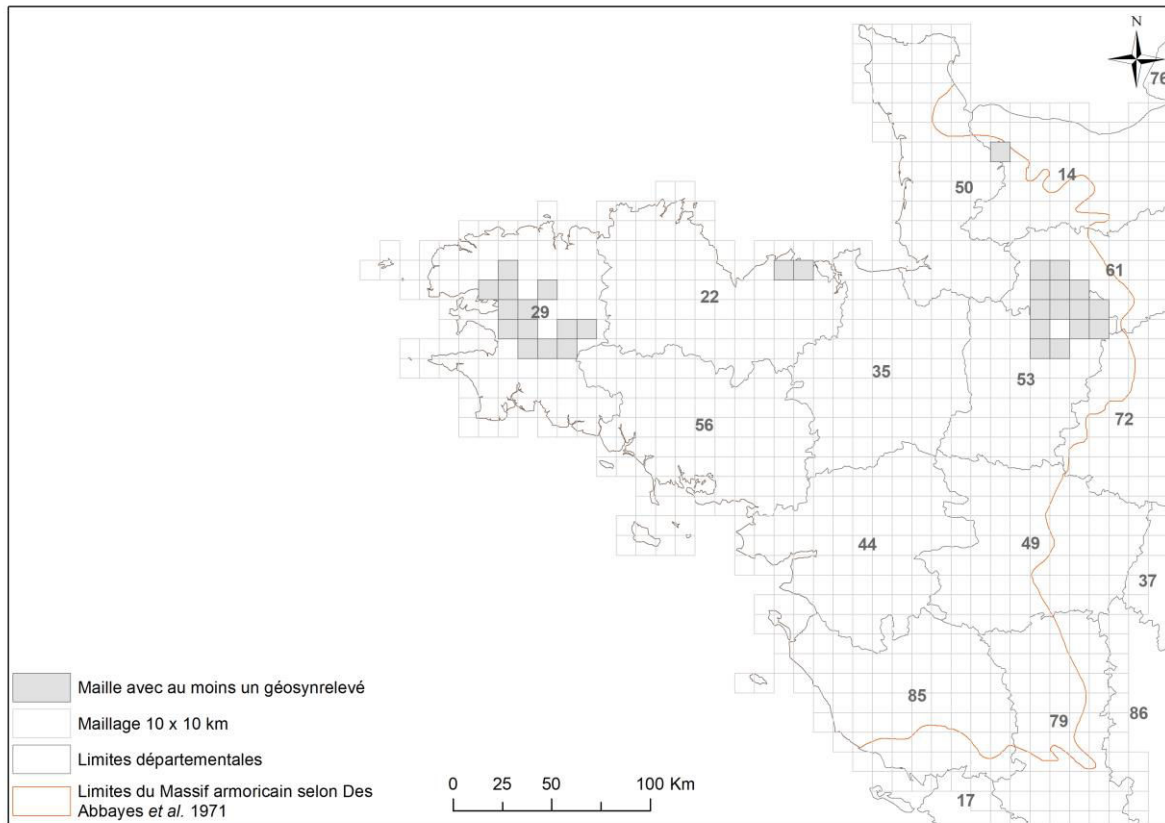 N
76
14
50
61
22
29
35
53
72
56
44
49
37
85
79
86
17
Maille avec au moins un géosynrelevé
Maillage 10 x 10 km
Limites départementales
Limites du Massif armoricain selon Des
Abbayes et al. 1971
0 25 50 100 Km